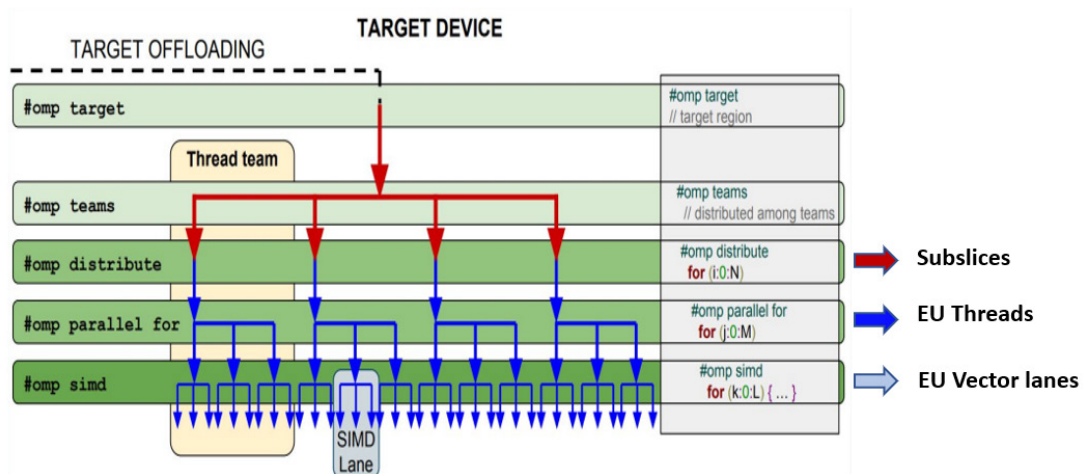 TARGET DEVICE
TARGET OFFLOADING
#omp target
#omp target
// target region
Thread team
#omp teams
#omp teams
// distributed among teams
#omp distribute
#omp distribute
for (i:0:N)
Subslices
#omp parallel for
#omp parallel for
for (j:0:M)
EU Threads
#omp simd
#omp simd
for (k:0:L) { ... }
EU Vector lanes
SIMD
Lane